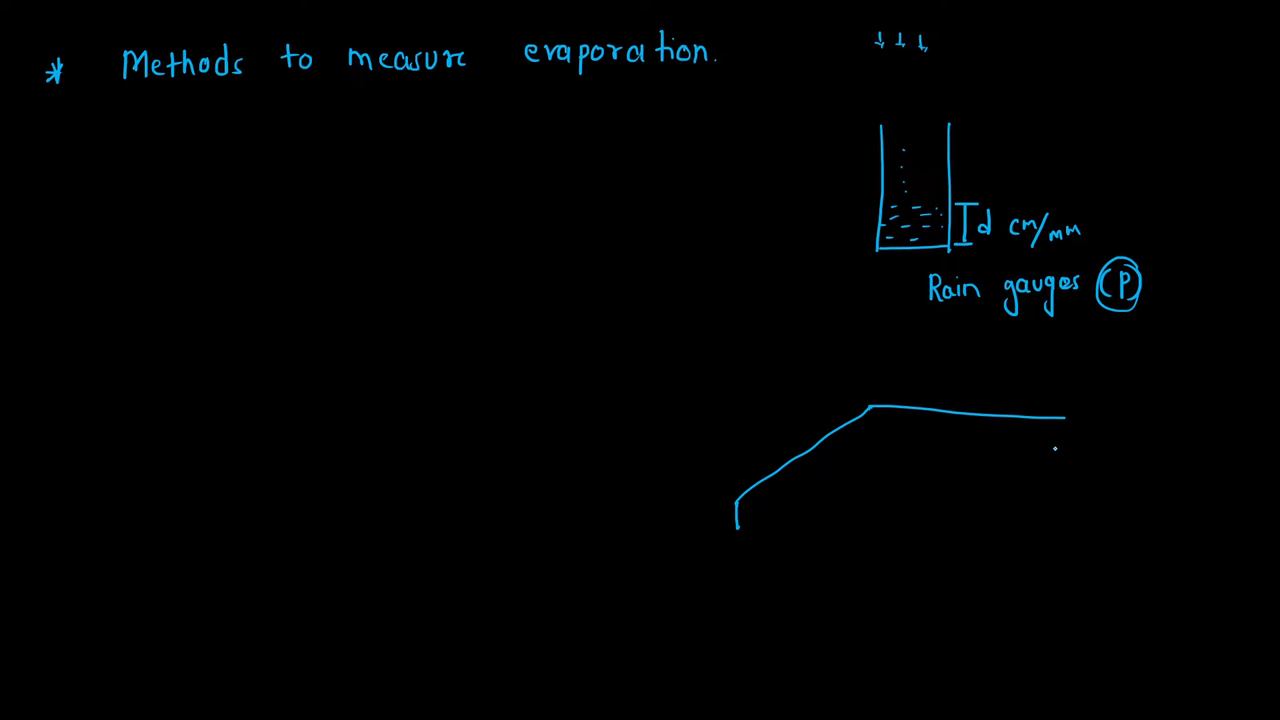 * Methods to measure evaporation.
d cm/mm
Rain gauges (P)